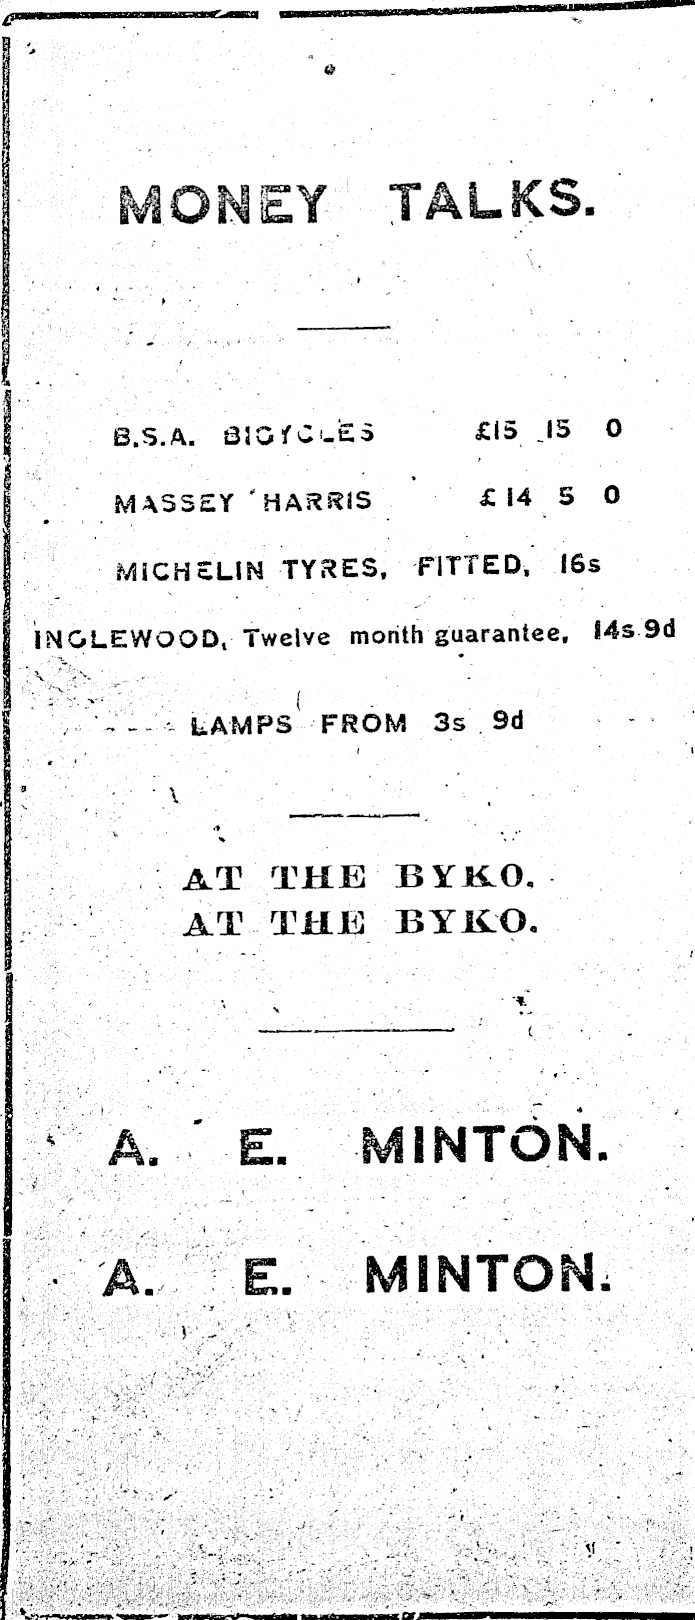 MONEY TALKS.
B.S.A. BICYCLES £15 15 0
MASSEY HARRIS £14 5 0
MICHELIN TYRES, FITTED, 16s
INGLEWOOD, Twelve month guarantee, 14s 9d
LAMPS FROM 3s 9d
AT THE BYKO.
AT THE BYKO.
A. E. MINTON.
A. E. MINTON.